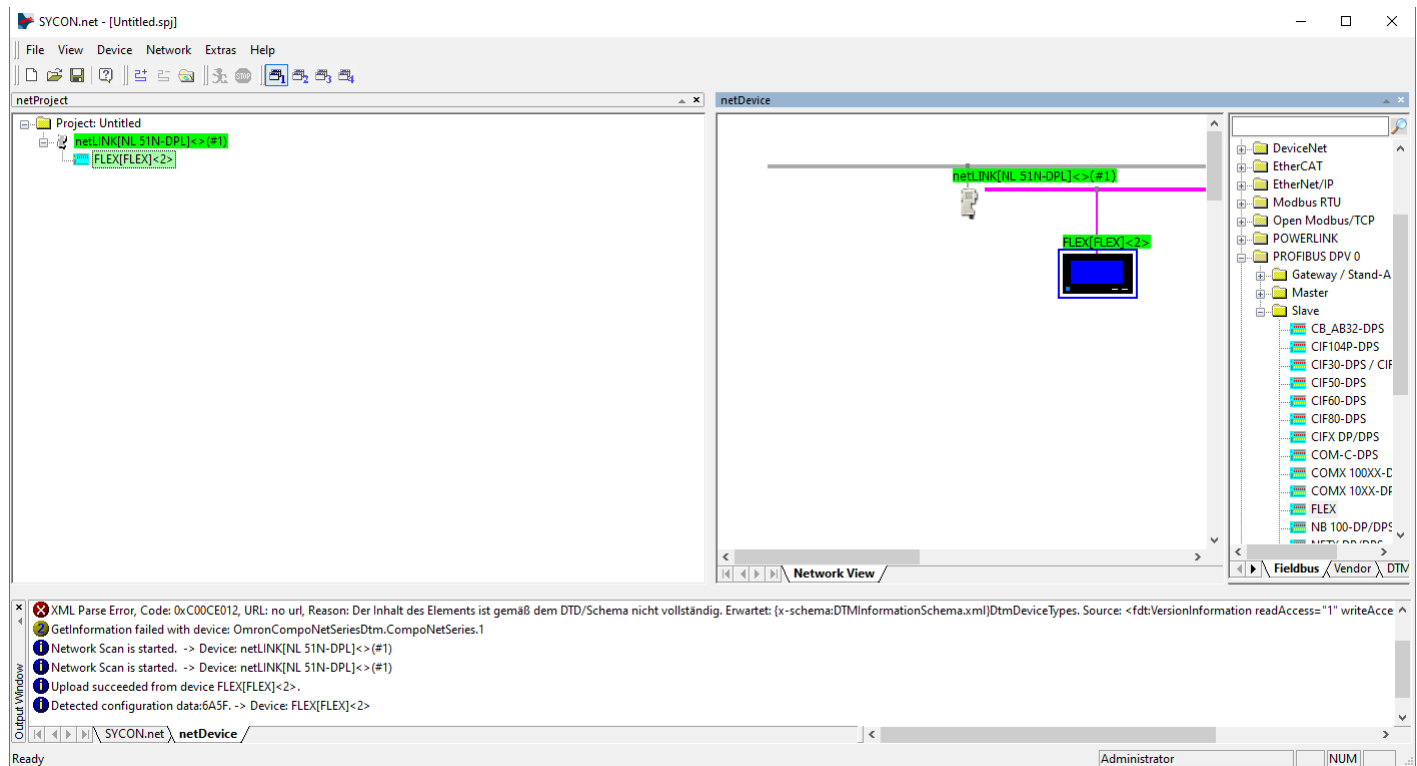 SYCON.net - [Untitled.spj]
File View Device Network Extras Help
netProject
Project: Untitled
netLINK[NL 51N-DPL]<>(#1)
FLEX[FLEX]<2>
netDevice
netLINK[NL 51N-DPL]<>(#1)
FLEX[FLEX]<2>
Network View
DeviceNet
EtherCAT
EtherNet/IP
Modbus RTU
Open Modbus/TCP
POWERLINK
PROFIBUS DPV 0
Gateway / Stand-A
Master
Slave
CB_AB32-DPS
CIF104P-DPS
CIF30-DPS / CIF
CIF50-DPS
CIF60-DPS
CIF80-DPS
CIFX DP/DPS
COM-C-DPS
COMX 100XX-D
COMX 10XX-DP
FLEX
NB 100-DP/DPS
Fieldbus Vendor DTM
Output Window
XML Parse Error, Code: 0xC00CE012, URL: no url, Reason: Der Inhalt des Elements ist gemäß dem DTD/Schema nicht vollständig. Erwartet: {x-schema:DTMInformationSchema.xml}DtmDeviceTypes. Source: <fdt:VersionInformation readAccess="1" writeAcce
GetInformation failed with device: OmronCompoNetSeriesDtm.CompoNetSeries.1
Network Scan is started. -> Device: netLINK[NL 51N-DPL]<>(#1)
Network Scan is started. -> Device: netLINK[NL 51N-DPL]<>(#1)
Upload succeeded from device FLEX[FLEX]<2>.
Detected configuration data:6A5F. -> Device: FLEX[FLEX]<2>
SYCON.net netDevice
Ready Administrator NUM